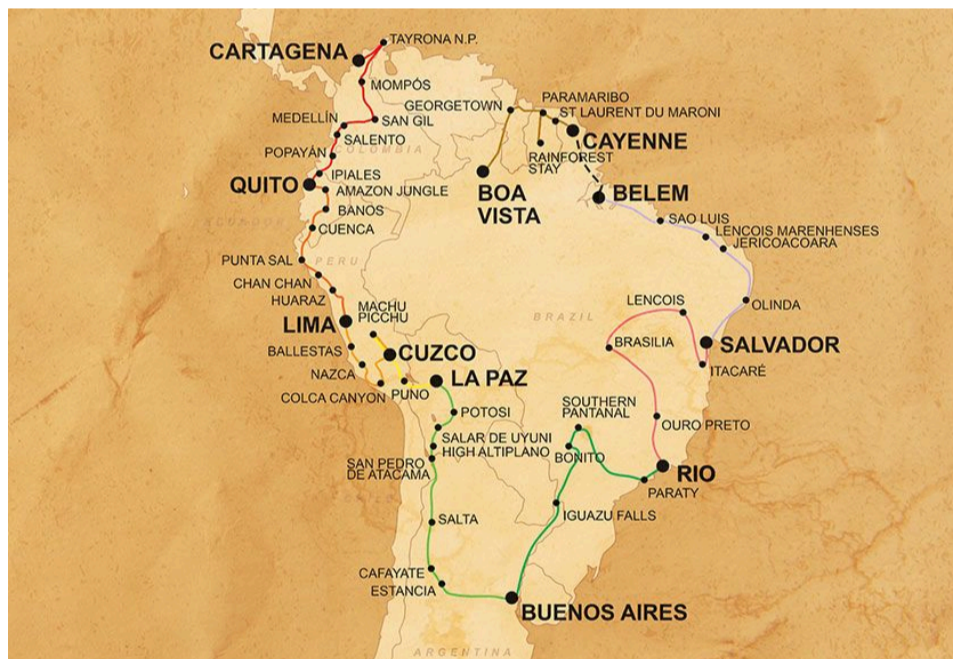 TAYRONA N.P.
CARTAGENA
MOMPÓS
MEDELLÍN
SAN GIL
SALENTO
COLOMBIA
POPAYÁN
IPIALES
QUITO
AMAZON JUNGLE
BANOS
ECUADOR
CUENCA
PUNTA SAL
PERU
CHAN CHAN
HUARAZ
MACHU
PICCHU
LIMA
BALLESTAS
CUZCO
NAZCA
LA PAZ
COLCA CANYON
PUNO
POTOSI
SALAR DE UYUNI
HIGH ALTIPLANO
SAN PEDRO
DE ATACAMA
SALTA
CAFAYATE
ESTANCIA
BUENOS AIRES
ARGENTINA
GEORGETOWN
PARAMARIBO
ST LAURENT DU MARONI
CAYENNE
RAINFOREST
STAY
BOA
VISTA
BELEM
SAO LUIS
LENCOIS MARENHENSES
JERICOACOARA
OLINDA
LENCOIS
BRAZIL
BRASILIA
SALVADOR
ITACARÉ
SOUTHERN
PANTANAL
OURO PRETO
BONITO
RIO
PARATY
IGUAZU FALLS